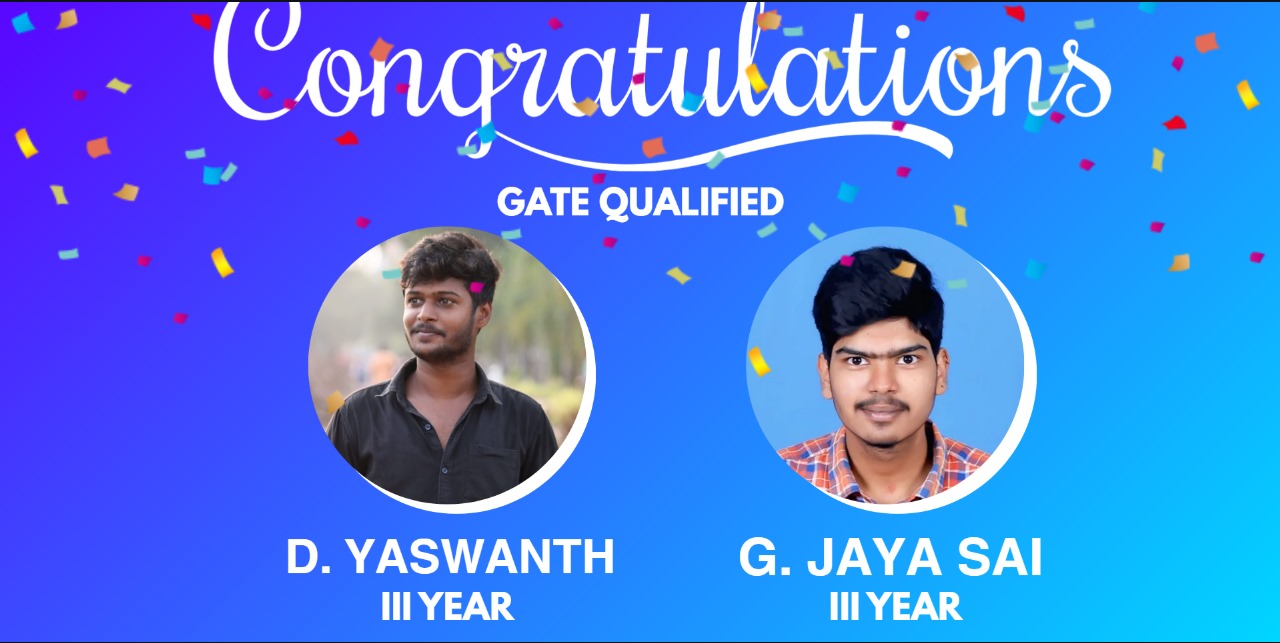 Congratulations
GATE QUALIFIED
D. YASWANTH
III YEAR
G. JAYA SAI
III YEAR